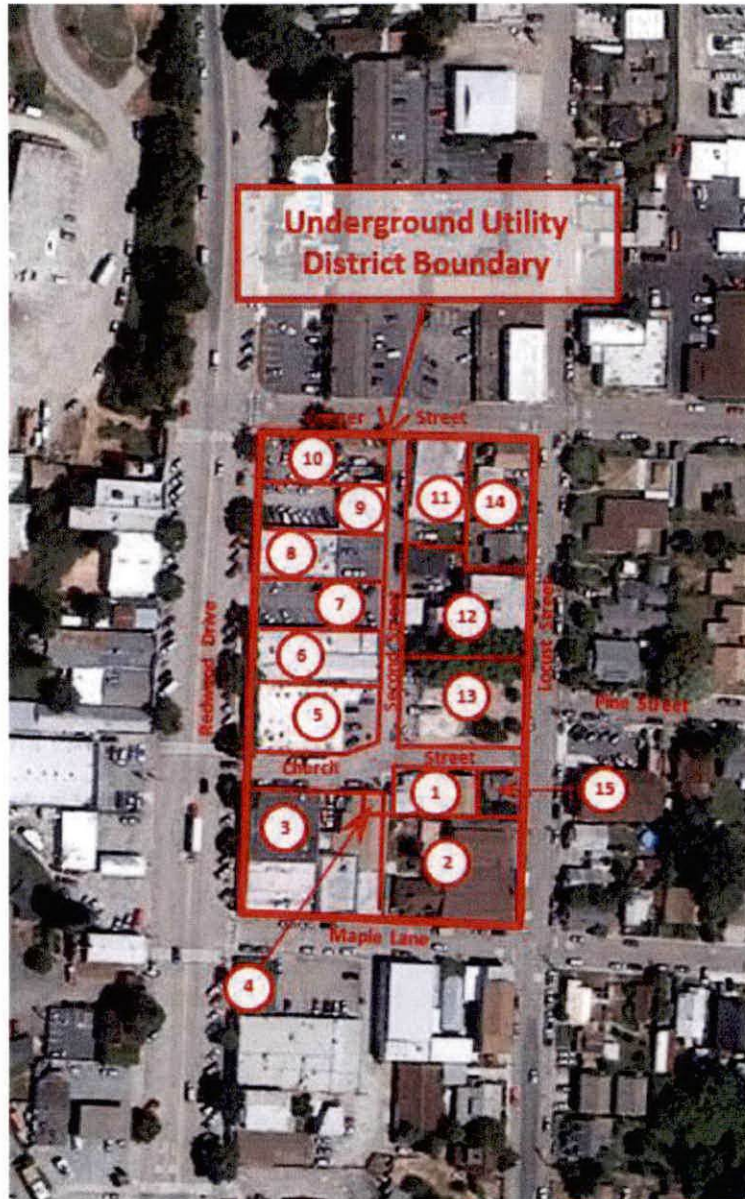 Underground Utility
District Boundary
Street
10
11
14
9
8
7
12
6
13
5
Redwood Drive
Second Street
Locust Street
Pine Street
Church
Street
1
15
3
2
Maple Lane
4